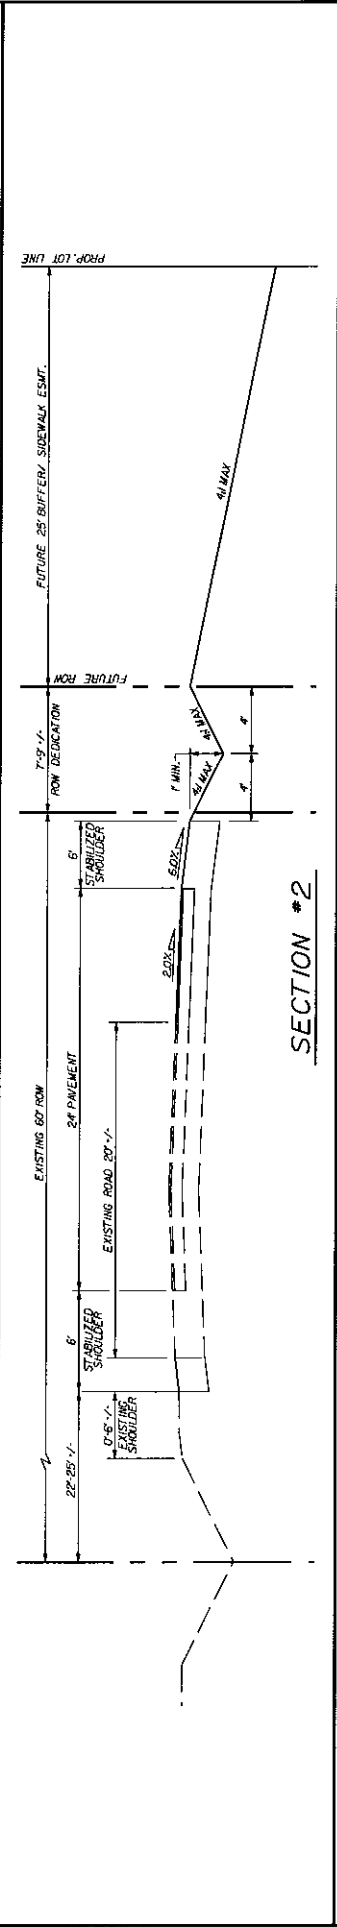 EXISTING 60' ROW
7'-9' +/-
ROW DEDICATION
FUTURE 25' BUFFER/ SIDEWALK ESMT.
PROP. LOT LINE
FUTURE ROW
22'-25' +/-
6'
STABILIZED
SHOULDER
24' PAVEMENT
6'
STABILIZED
SHOULDER
0'-6' +/-
EXISTING
SHOULDER
EXISTING ROAD 20' +/-
2.0%
6.0%
1' MIN.
4:1 MAX
4:1 MAX
4:1 MAX
4'
4'
SECTION #2